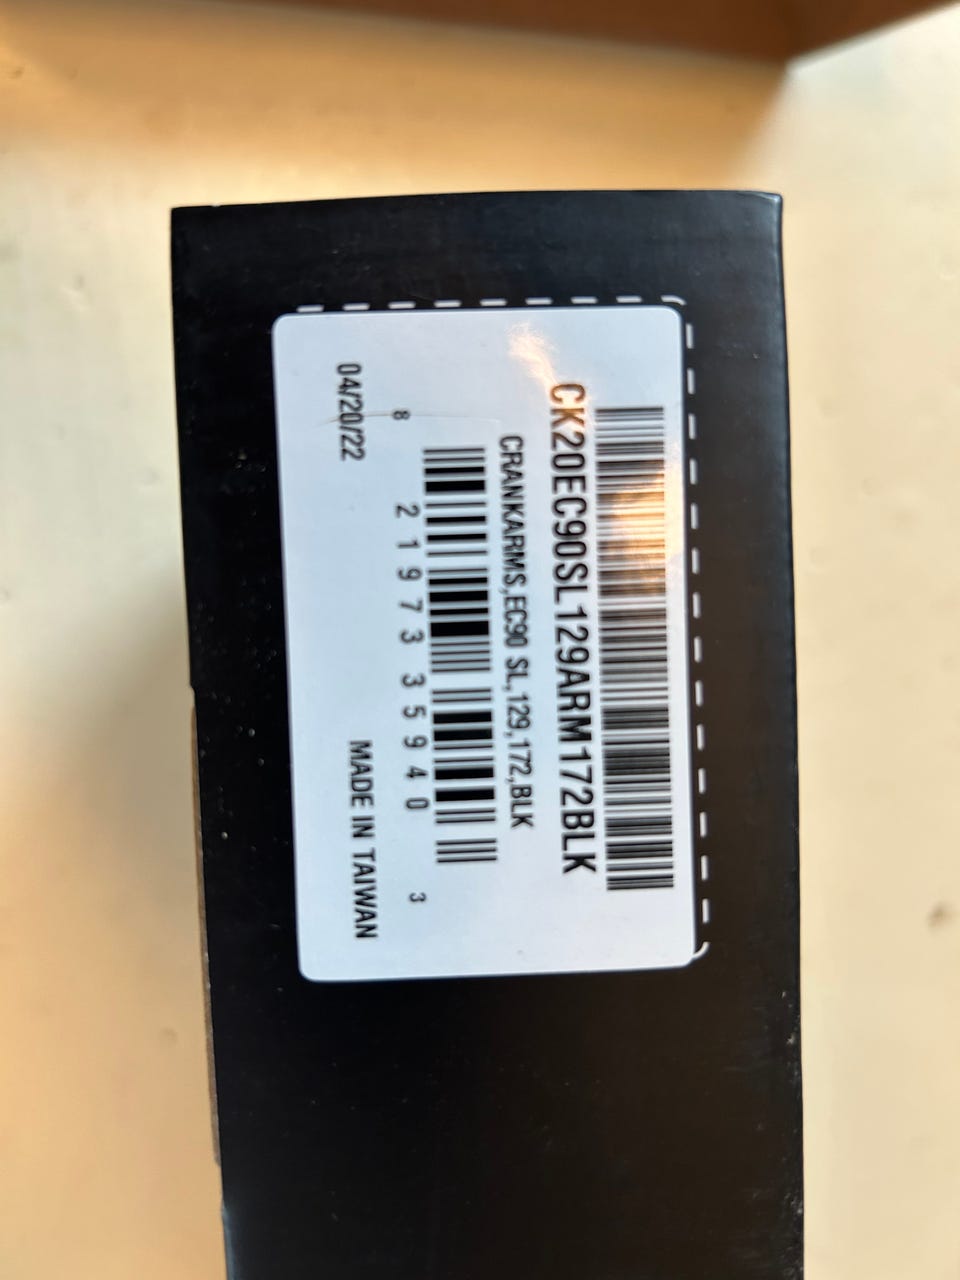 CK20EC90SL129ARM172BLK
CRANKARMS,EC90 SL,129,172,BLK
8 21973 35940 3
04/20/22 MADE IN TAIWAN